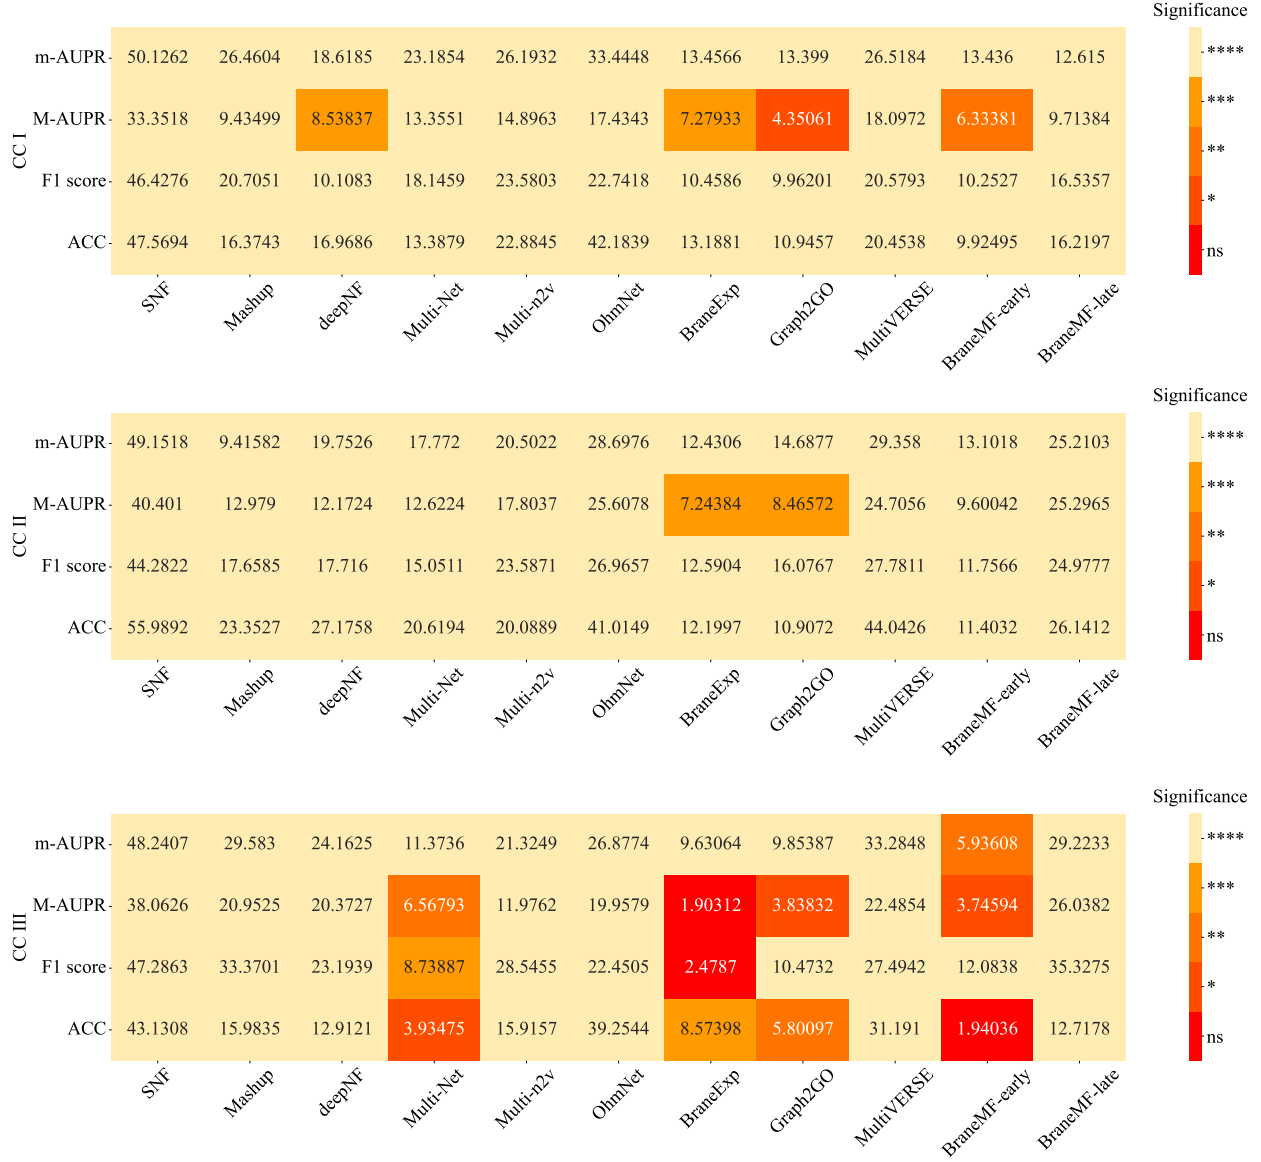 Significance
CC I
m-AUPR 50.1262 26.4604 18.6185 23.1854 26.1932 33.4448 13.4566 13.399 26.5184 13.436 12.615
M-AUPR 33.3518 9.43499 8.53837 13.3551 14.8963 17.4343 7.27933 4.35061 18.0972 6.33381 9.71384
F1 score 46.4276 20.7051 10.1083 18.1459 23.5803 22.7418 10.4586 9.96201 20.5793 10.2527 16.5357
ACC 47.5694 16.3743 16.9686 13.3879 22.8845 42.1839 13.1881 10.9457 20.4538 9.92495 16.2197
SNF Mashup deepNF Multi-Net Multi-n2v OhmNet BraneExp Graph2GO MultiVERSE BraneMF-early BraneMF-late
****
***
**
*
ns
Significance
CC II
m-AUPR 49.1518 9.41582 19.7526 17.772 20.5022 28.6976 12.4306 14.6877 29.358 13.1018 25.2103
M-AUPR 40.401 12.979 12.1724 12.6224 17.8037 25.6078 7.24384 8.46572 24.7056 9.60042 25.2965
F1 score 44.2822 17.6585 17.716 15.0511 23.5871 26.9657 12.5904 16.0767 27.7811 11.7566 24.9777
ACC 55.9892 23.3527 27.1758 20.6194 20.0889 41.0149 12.1997 10.9072 44.0426 11.4032 26.1412
SNF Mashup deepNF Multi-Net Multi-n2v OhmNet BraneExp Graph2GO MultiVERSE BraneMF-early BraneMF-late
****
***
**
*
ns
Significance
CC III
m-AUPR 48.2407 29.583 24.1625 11.3736 21.3249 26.8774 9.63064 9.85387 33.2848 5.93608 29.2233
M-AUPR 38.0626 20.9525 20.3727 6.56793 11.9762 19.9579 1.90312 3.83832 22.4854 3.74594 26.0382
F1 score 47.2863 33.3701 23.1939 8.73887 28.5455 22.4505 2.4787 10.4732 27.4942 12.0838 35.3275
ACC 43.1308 15.9835 12.9121 3.93475 15.9157 39.2544 8.57398 5.80097 31.191 1.94036 12.7178
SNF Mashup deepNF Multi-Net Multi-n2v OhmNet BraneExp Graph2GO MultiVERSE BraneMF-early BraneMF-late
****
***
**
*
ns